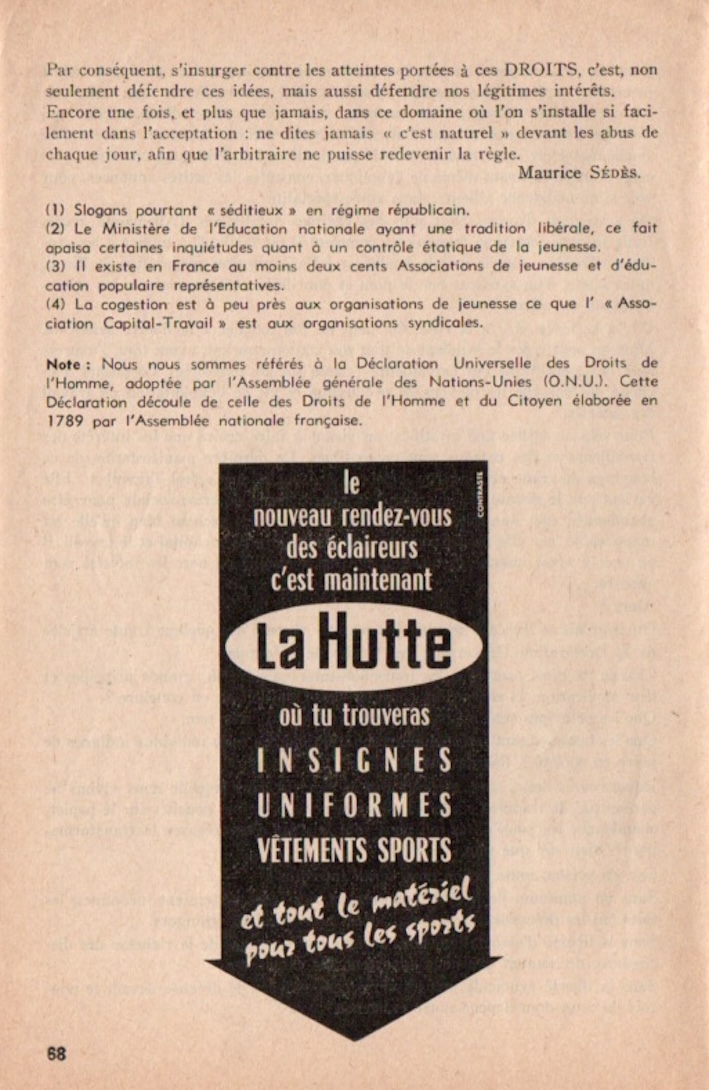 Par conséquent, s'insurger contre les atteintes portées à ces DROITS, c'est, non
seulement défendre ces idées, mais aussi défendre nos légitimes intérêts.
Encore une fois, et plus que jamais, dans ce domaine où l'on s'installe si faci-
lement dans l'acceptation : ne dites jamais « c'est naturel » devant les abus de
chaque jour, afin que l'arbitraire ne puisse redevenir la règle.
Maurice SÉDÈS.
(1) Slogans pourtant « séditieux » en régime républicain.
(2) Le Ministère de l'Education nationale ayant une tradition libérale, ce fait
apaisa certaines inquiétudes quant à un contrôle étatique de la jeunesse.
(3) Il existe en France au moins deux cents Associations de jeunesse et d'édu-
cation populaire représentatives.
(4) La cogestion est à peu près aux organisations de jeunesse ce que l' « Asso-
ciation Capital-Travail » est aux organisations syndicales.
Note : Nous nous sommes référés à la Déclaration Universelle des Droits de
l'Homme, adoptée par l'Assemblée générale des Nations-Unies (O.N.U.). Cette
Déclaration découle de celle des Droits de l'Homme et du Citoyen élaborée en
1789 par l'Assemblée nationale française.
le
nouveau rendez-vous
des éclaireurs
c'est maintenant
La Hutte
où tu trouveras
INSIGNES
UNIFORMES
VÊTEMENTS SPORTS
et tout le matériel
pour tous les sports
CONTRASTE
68